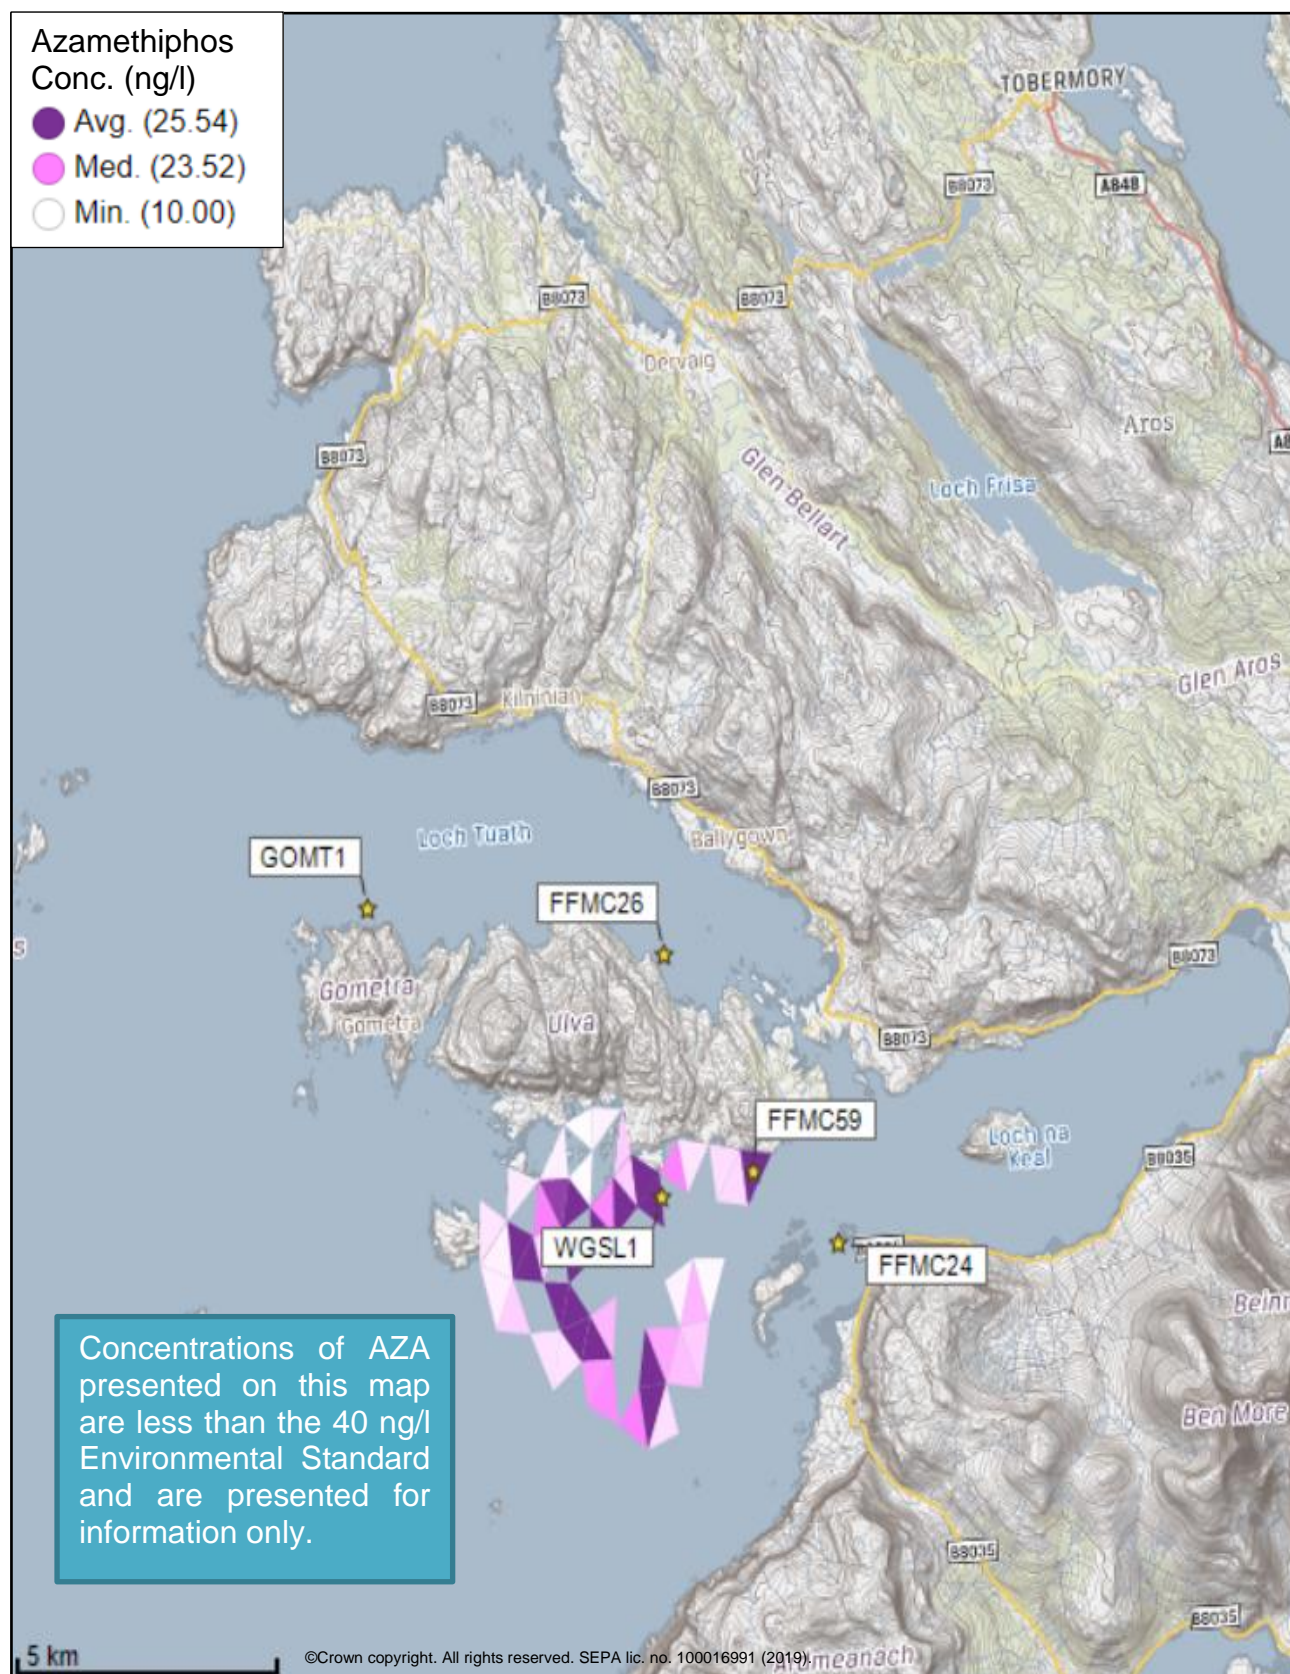 Azamethiphos
Conc. (ng/l)
Avg. (25.54)
Med. (23.52)
Min. (10.00)
TOBERMORY
B8073
A848
B8073
B8073
Dervaig
Aros
A8
B8073
Glen Bellart
Loch Frisa
Glen Aros
B8073
Kilninian
B8073
Loch Tuath
Ballygown
GOMT1
FFMC26
s
B8073
Gometra
Gometra
Ulva
B8073
FFMC59
Loch na
Keal
B8035
WGSL1
FFMC24
Concentrations of AZA
presented on this map
are less than the 40 ng/l
Environmental Standard
and are presented for
information only.
Beinn
Ben More
B8035
B8035
5 km
©Crown copyright. All rights reserved. SEPA lic. no. 100016991 (2019).
Ardmeanach